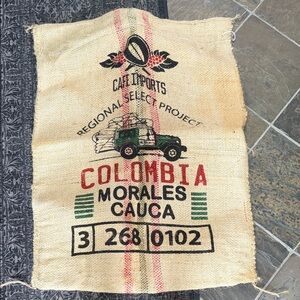 CAFE IMPORTS
REGIONAL SELECT PROJECT
COLOMBIA
MORALES
CAUCA
3 268 0102